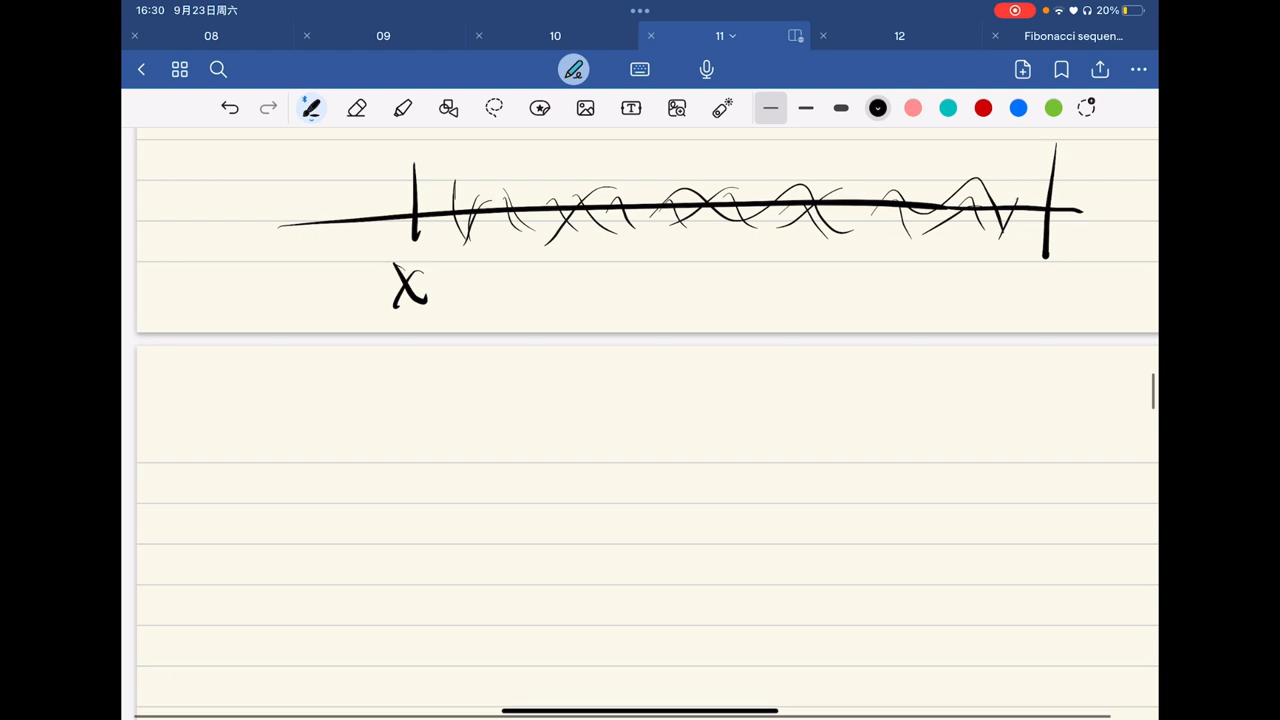 16:30 9月23日周六
20%
08 09 10 11 12 Fibonacci sequen...
T
x